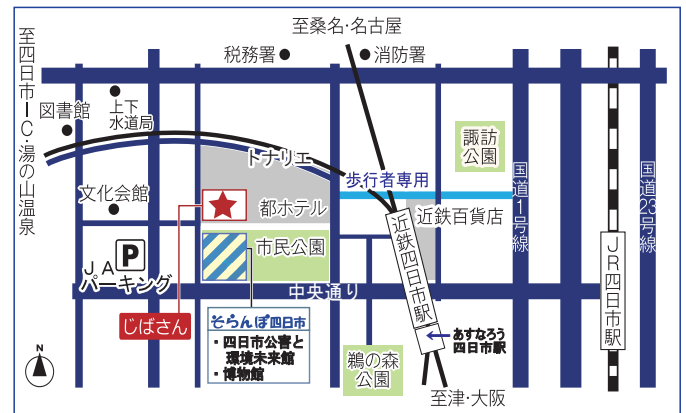 至桑名・名古屋
税務署
消防署
至四日市IC・湯の山温泉
図書館
上下
水道局
トナリエ
諏訪
公園
歩行者専用
国道1号線
国道23号線
文化会館
都ホテル
近鉄百貨店
近鉄四日市駅
JR四日市駅
市民公園
P
JA
パーキング
中央通り
じばさん
そらんぽ四日市
・四日市公害と
環境未来館
・博物館
あすなろう
四日市駅
鵜の森
公園
N
至津・大阪